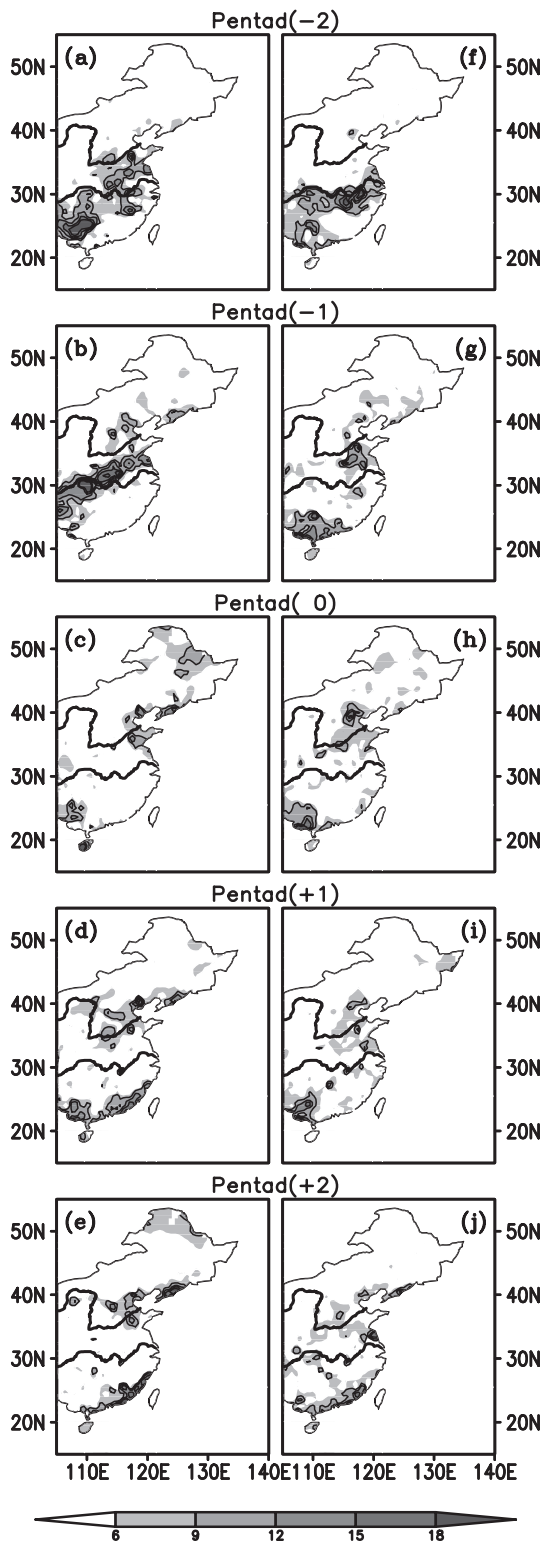 Pentad(−2)
(a) (f)
50N 50N
40N 40N
30N 30N
20N 20N
Pentad(−1)
(b) (g)
50N 50N
40N 40N
30N 30N
20N 20N
Pentad( 0)
(c) (h)
50N 50N
40N 40N
30N 30N
20N 20N
Pentad(+1)
(d) (i)
50N 50N
40N 40N
30N 30N
20N 20N
Pentad(+2)
(e) (j)
50N 50N
40N 40N
30N 30N
20N 20N
110E 120E 130E 140E 110E 120E 130E 140E
6 9 12 15 18